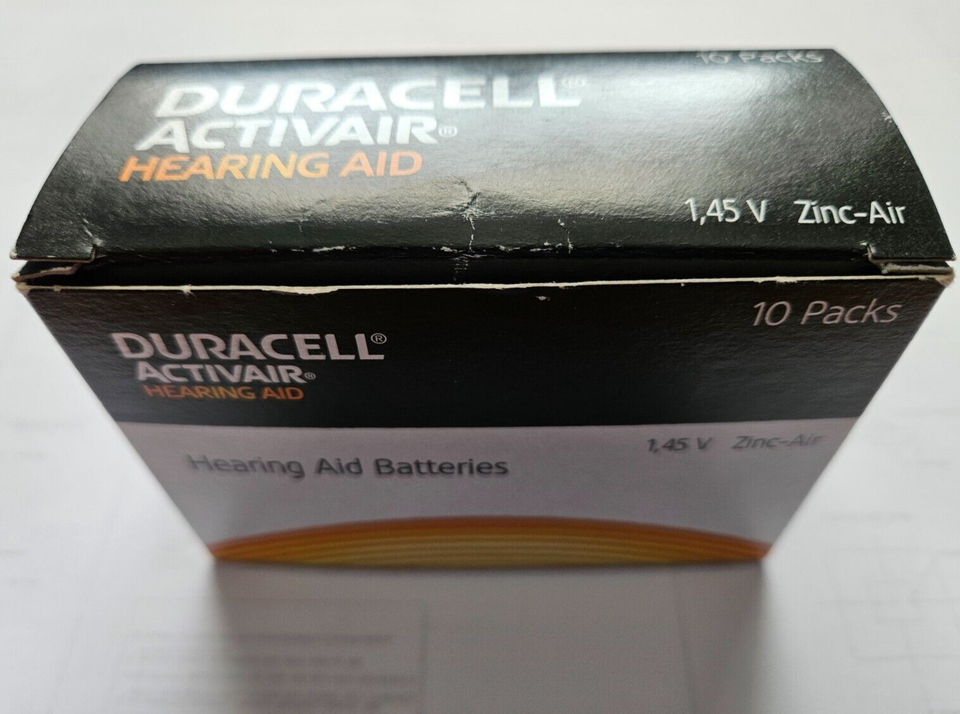 10 Packs
DURACELL®
ACTIVAIR®
HEARING AID
1,45 V Zinc-Air
10 Packs
DURACELL®
ACTIVAIR®
HEARING AID
1,45 V Zinc-Air
Hearing Aid Batteries